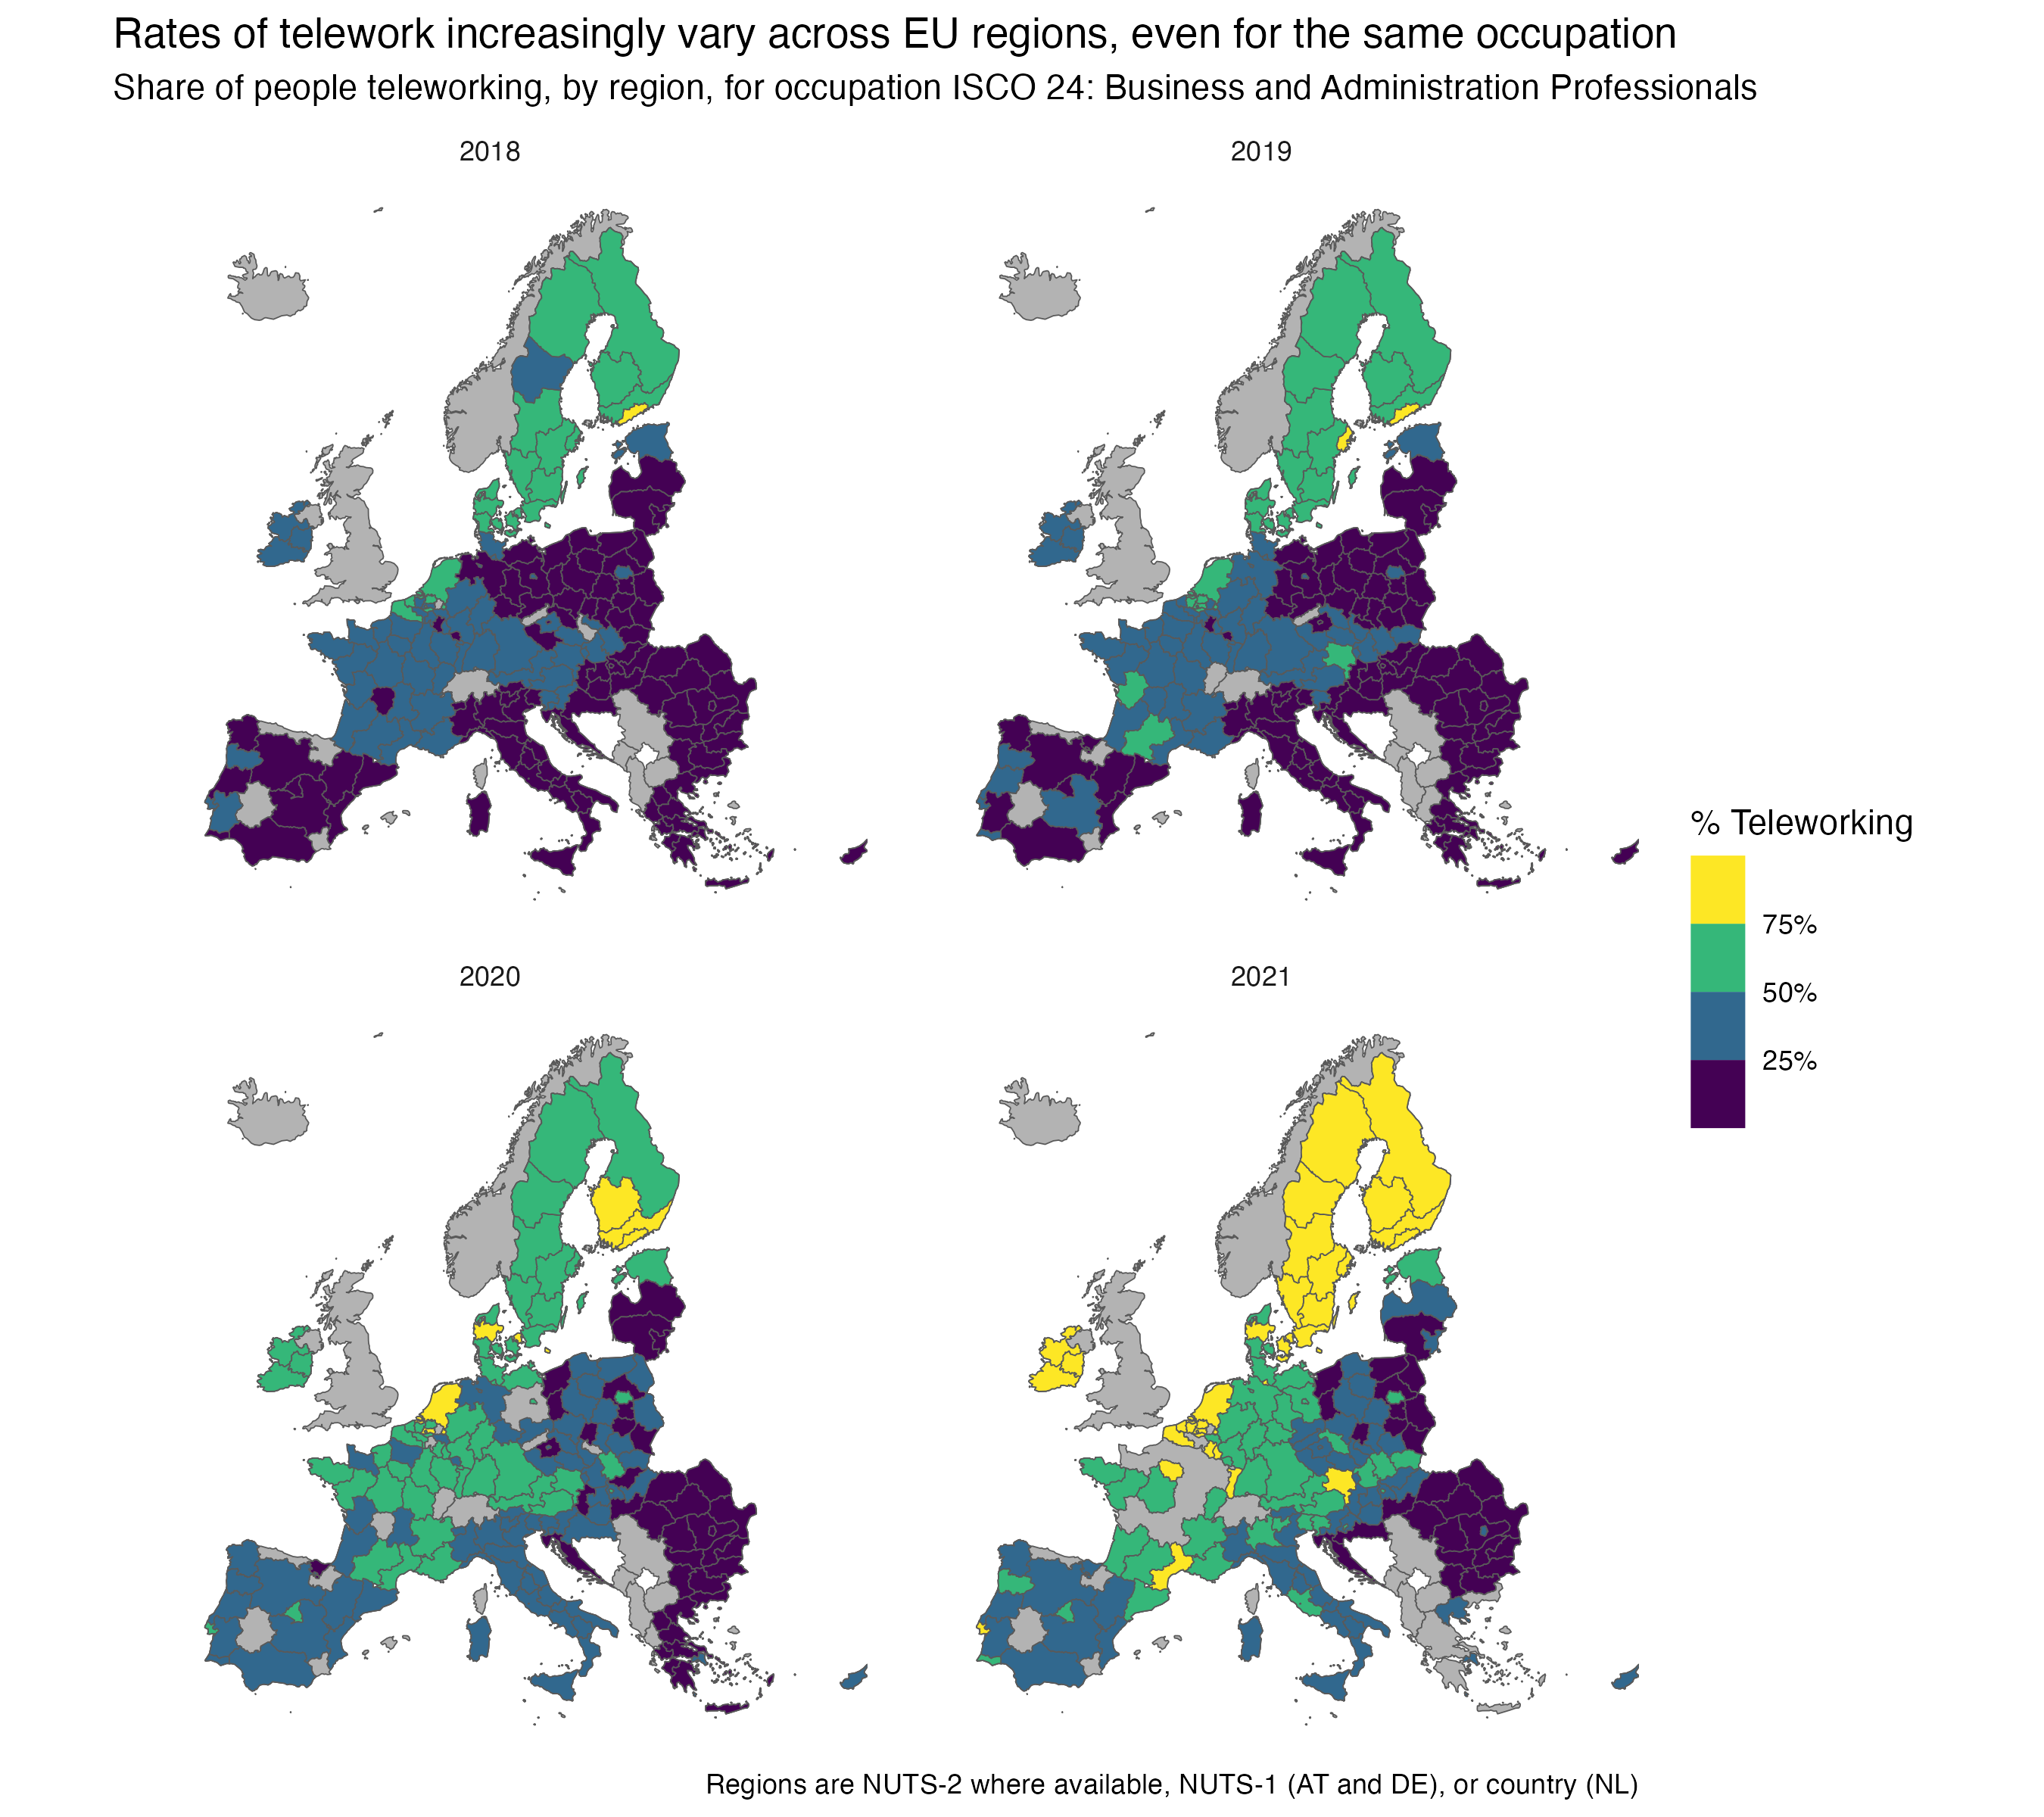 Rates of telework increasingly vary across EU regions, even for the same occupation
Share of people teleworking, by region, for occupation ISCO 24: Business and Administration Professionals
2018
2019
% Teleworking
75%
50%
25%
2020
2021
Regions are NUTS-2 where available, NUTS-1 (AT and DE), or country (NL)